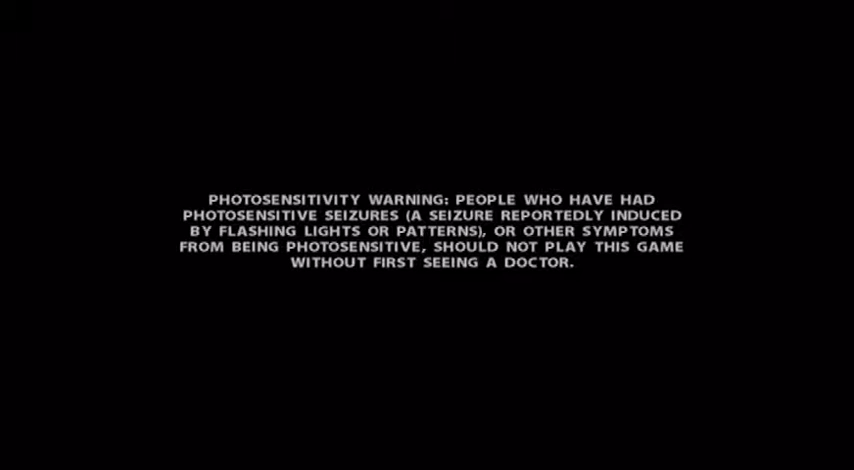 PHOTOSENSITIVITY WARNING: PEOPLE WHO HAVE HAD
PHOTOSENSITIVE SEIZURES (A SEIZURE REPORTEDLY INDUCED
BY FLASHING LIGHTS OR PATTERNS), OR OTHER SYMPTOMS
FROM BEING PHOTOSENSITIVE, SHOULD NOT PLAY THIS GAME
WITHOUT FIRST SEEING A DOCTOR.